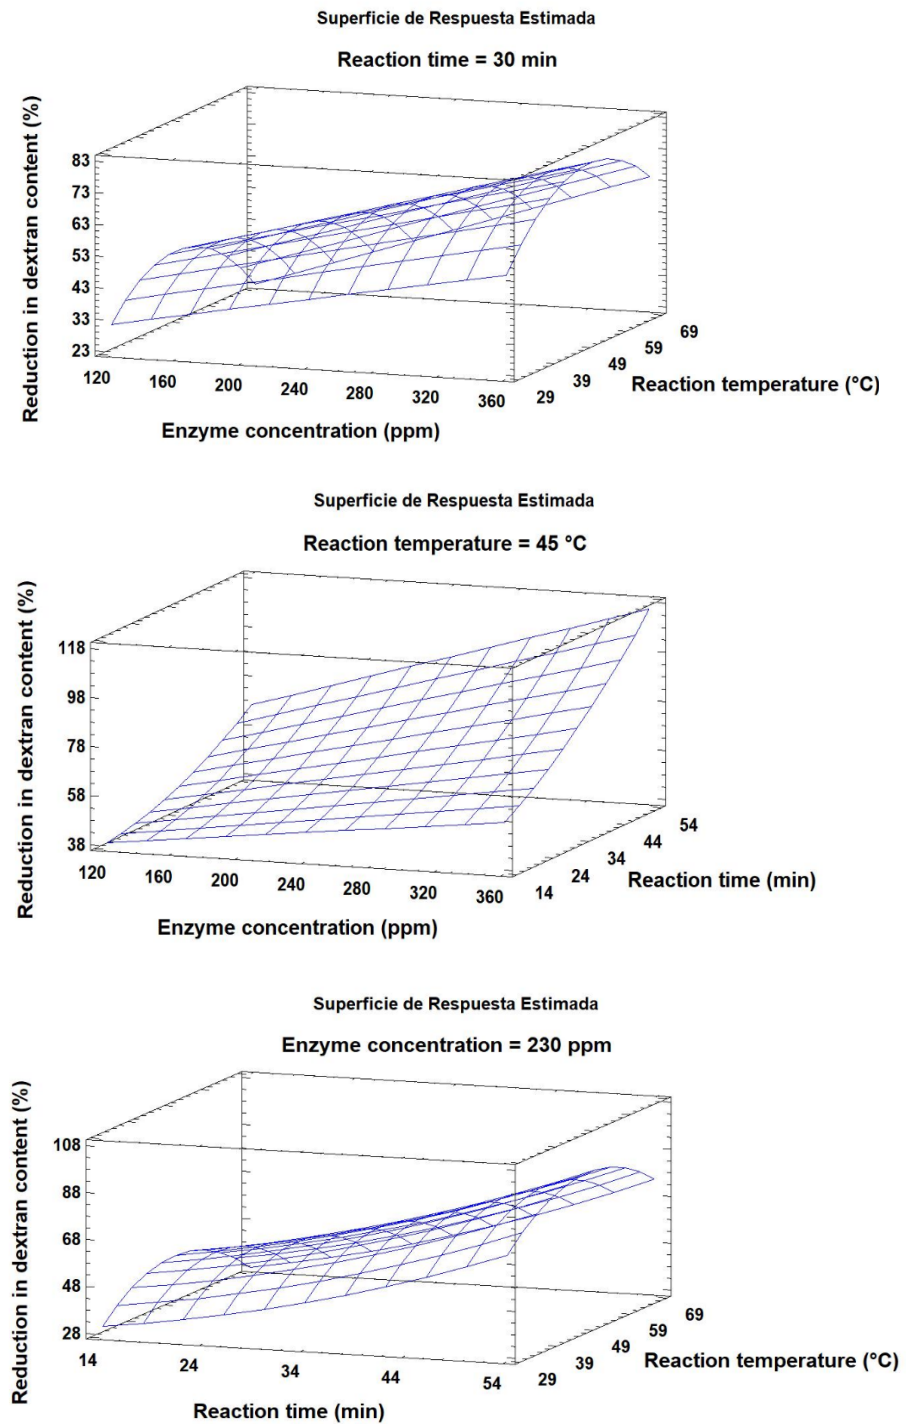 Superficie de Respuesta Estimada
Reaction time = 30 min
Reduction in dextran content (%)
83
73
63
53
43
33
23
120 160 200 240 280 320 360
Enzyme concentration (ppm)
29 39 49 59 69
Reaction temperature (°C)
Superficie de Respuesta Estimada
Reaction temperature = 45 °C
Reduction in dextran content (%)
118
98
78
58
38
120 160 200 240 280 320 360
Enzyme concentration (ppm)
14 24 34 44 54
Reaction time (min)
Superficie de Respuesta Estimada
Enzyme concentration = 230 ppm
Reduction in dextran content (%)
108
88
68
48
28
14 24 34 44 54
Reaction time (min)
29 39 49 59 69
Reaction temperature (°C)